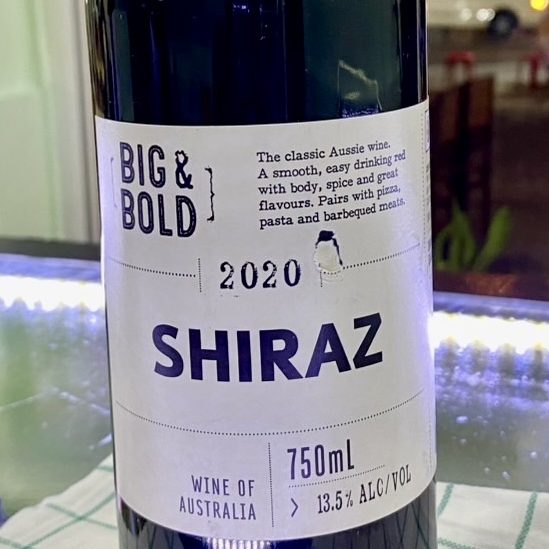 BIG &
BOLD
The classic Aussie wine.
A smooth, easy drinking red
with body, spice and great
flavours. Pairs with pizza,
pasta and barbequed meats.
2020
SHIRAZ
WINE OF
AUSTRALIA
750mL
> 13.5% ALC/VOL